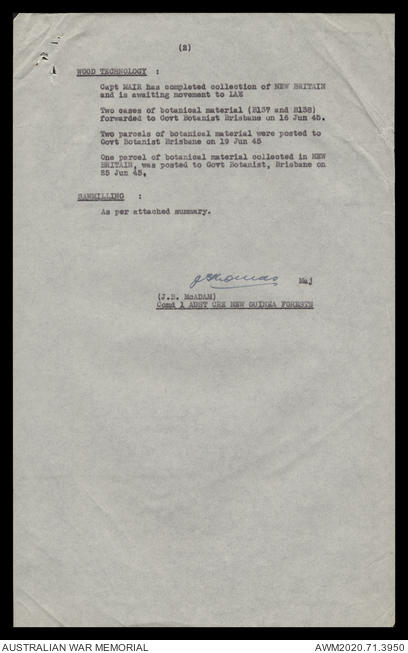 (2)
WOOD TECHNOLOGY :
Capt MAIR has completed collection of NEW BRITAIN
and is awaiting movement to LAE
Two cases of botanical material (B137 and B138)
forwarded to Govt Botanist Brisbane on 16 Jun 45.
Two parcels of botanical material were posted to
Govt Botanist Brisbane on 19 Jun 45
One parcel of botanical material collected in NEW
BRITAIN, was posted to Govt Botanist, Brisbane on
25 Jun 45.
SAWMILLING :
As per attached summary.
Maj
(J.B. McADAM)
Comd 1 AUST CRE NEW GUINEA FORESTS
AUSTRALIAN WAR MEMORIAL
AWM2020.71.3950